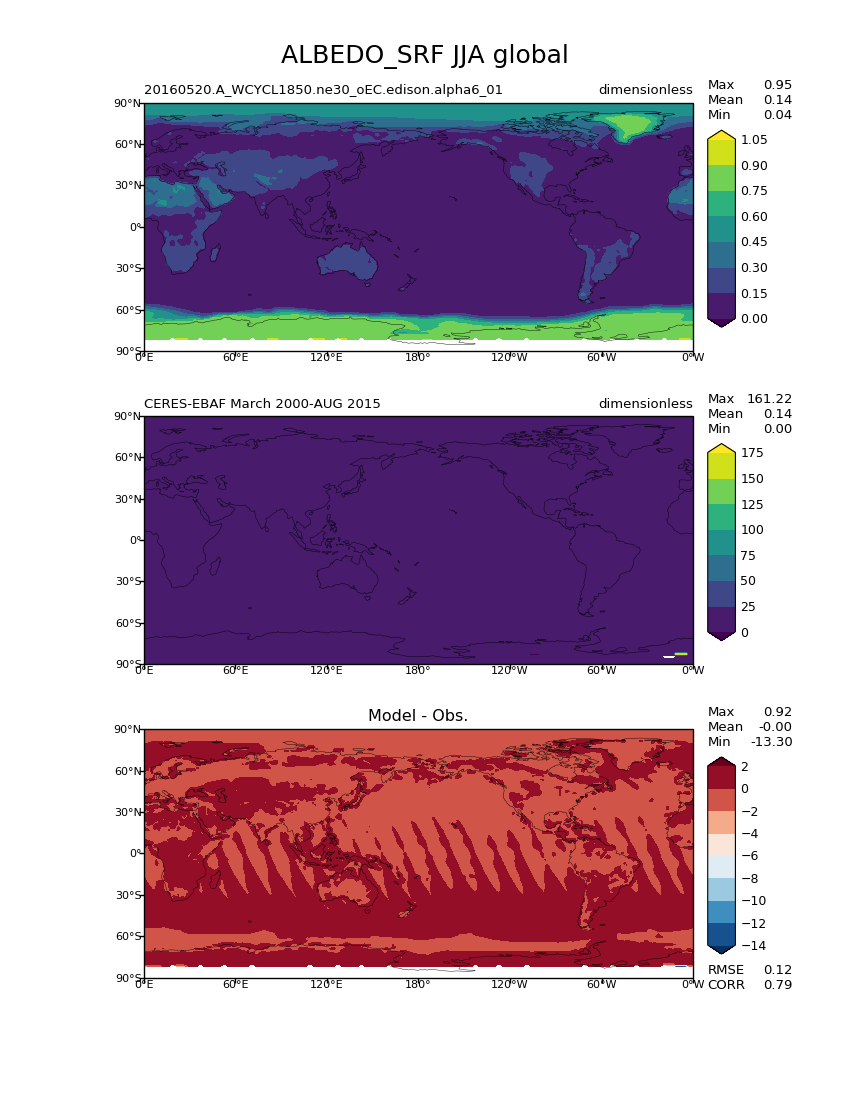 ALBEDO_SRF JJA global
20160520.A_WCYCL1850.ne30_oEC.edison.alpha6_01 dimensionless
Max 0.95
Mean 0.14
Min 0.04
90°N
60°N
30°N
0°
30°S
60°S
90°S
0°E 60°E 120°E 180° 120°W 60°W 0°W
1.05
0.90
0.75
0.60
0.45
0.30
0.15
0.00
CERES-EBAF March 2000-AUG 2015 dimensionless
Max 161.22
Mean 0.14
Min 0.00
90°N
60°N
30°N
0°
30°S
60°S
90°S
0°E 60°E 120°E 180° 120°W 60°W 0°W
175
150
125
100
75
50
25
0
Model - Obs.
Max 0.92
Mean -0.00
Min -13.30
90°N
60°N
30°N
0°
30°S
60°S
90°S
0°E 60°E 120°E 180° 120°W 60°W 0°W
2
0
−2
−4
−6
−8
−10
−12
−14
RMSE 0.12
CORR 0.79